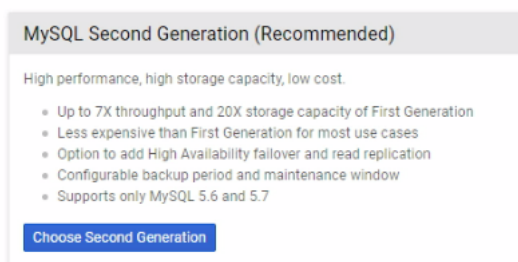 MySQL Second Generation (Recommended)
High performance, high storage capacity, low cost.
Up to 7X throughput and 20X storage capacity of First Generation
Less expensive than First Generation for most use cases
Option to add High Availability failover and read replication
Configurable backup period and maintenance window
Supports only MySQL 5.6 and 5.7
Choose Second Generation